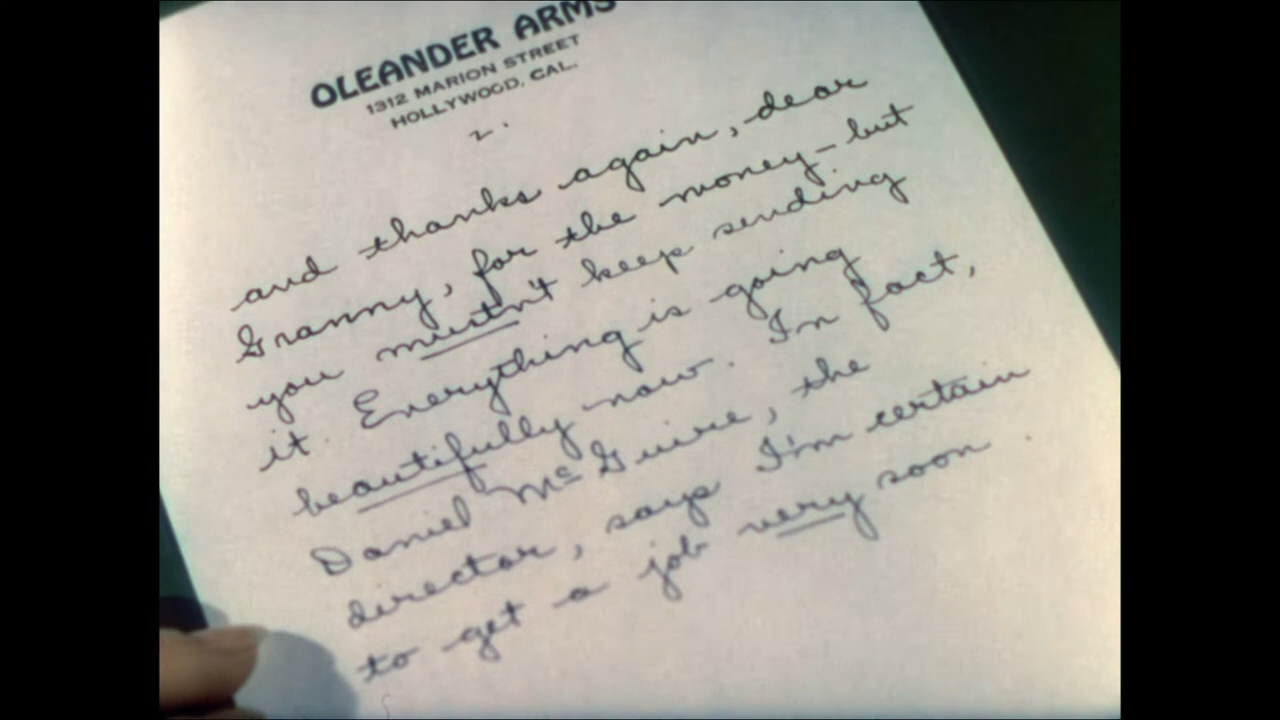 OLEANDER ARMS
1312 MARION STREET
HOLLYWOOD, CAL.
2.
and thanks again, dear
Granny, for the money – but
you mustn't keep sending
it. Everything is going
beautifully now. In fact,
Daniel McGuire, the
director, says I'm certain
to get a job very soon.